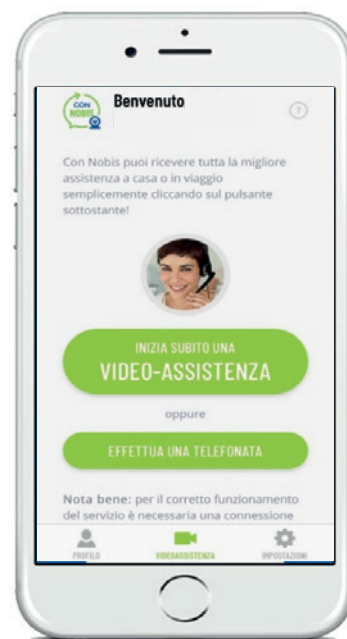 CON
NOBIS
Benvenuto
?
Con Nobis puoi ricevere tutta la migliore
assistenza a casa o in viaggio
semplicemente cliccando sul pulsante
sottostante!
INIZIA SUBITO UNA
VIDEO-ASSISTENZA
oppure
EFFETTUA UNA TELEFONATA
Nota bene: per il corretto funzionamento
del servizio è necessaria una connessione
PROFILO VIDEOASSISTENZA IMPOSTAZIONI